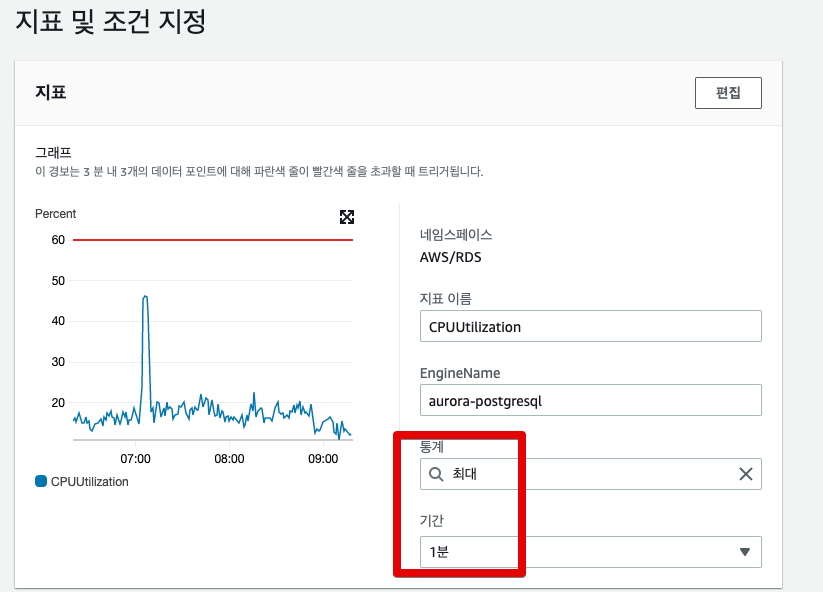 지표 및 조건 지정
지표
편집
그래프
이 경보는 3 분 내 3개의 데이터 포인트에 대해 파란색 줄이 빨간색 줄을 초과할 때 트리거됩니다.
Percent
60
50
40
30
20
07:00
08:00
09:00
CPUUtilization
네임스페이스
AWS/RDS
지표 이름
CPUUtilization
EngineName
aurora-postgresql
통계
최대
기간
1분